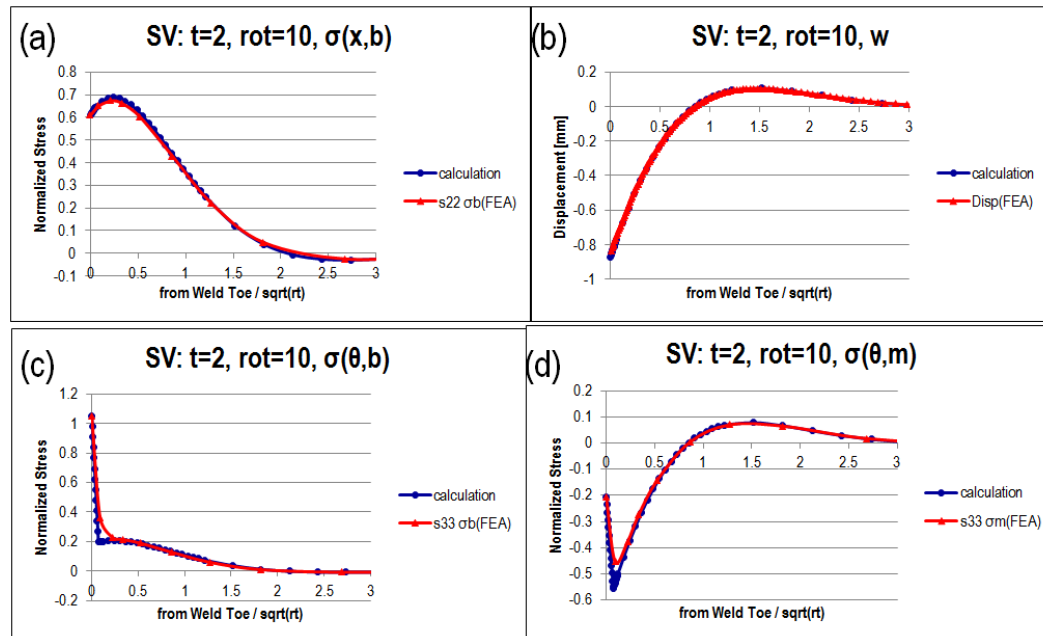 (a)
SV: t=2, rot=10, σ(x,b)
0.8
0.7
0.6
0.5
0.4
0.3
0.2
0.1
0
-0.1
0 0.5 1 1.5 2 2.5 3
Normalized Stress
from Weld Toe / sqrt(rt)
calculation
s22 σb(FEA)
(b)
SV: t=2, rot=10, w
0.2
0
-0.2
-0.4
-0.6
-0.8
-1
0 0.5 1 1.5 2 2.5 3
Displacement [mm]
from Weld Toe / sqrt(rt)
calculation
Disp(FEA)
(c)
SV: t=2, rot=10, σ(θ,b)
1.2
1
0.8
0.6
0.4
0.2
0
-0.2
0 0.5 1 1.5 2 2.5 3
Normalized Stress
from Weld Toe / sqrt(rt)
calculation
s33 σb(FEA)
(d)
SV: t=2, rot=10, σ(θ,m)
0.2
0.1
0
-0.1
-0.2
-0.3
-0.4
-0.5
-0.6
0 0.5 1 1.5 2 2.5 3
Normalized Stress
from Weld Toe / sqrt(rt)
calculation
s33 σm(FEA)